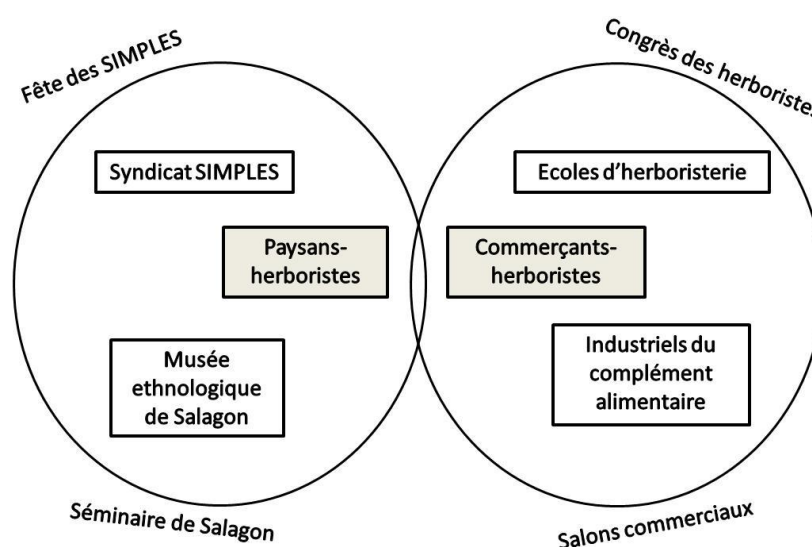 Fête des SIMPLES
Congrès des herboristes
Syndicat SIMPLES
Ecoles d'herboristerie
Paysans-
herboristes
Commerçants-
herboristes
Musée
ethnologique
de Salagon
Industriels du
complément
alimentaire
Séminaire de Salagon
Salons commerciaux